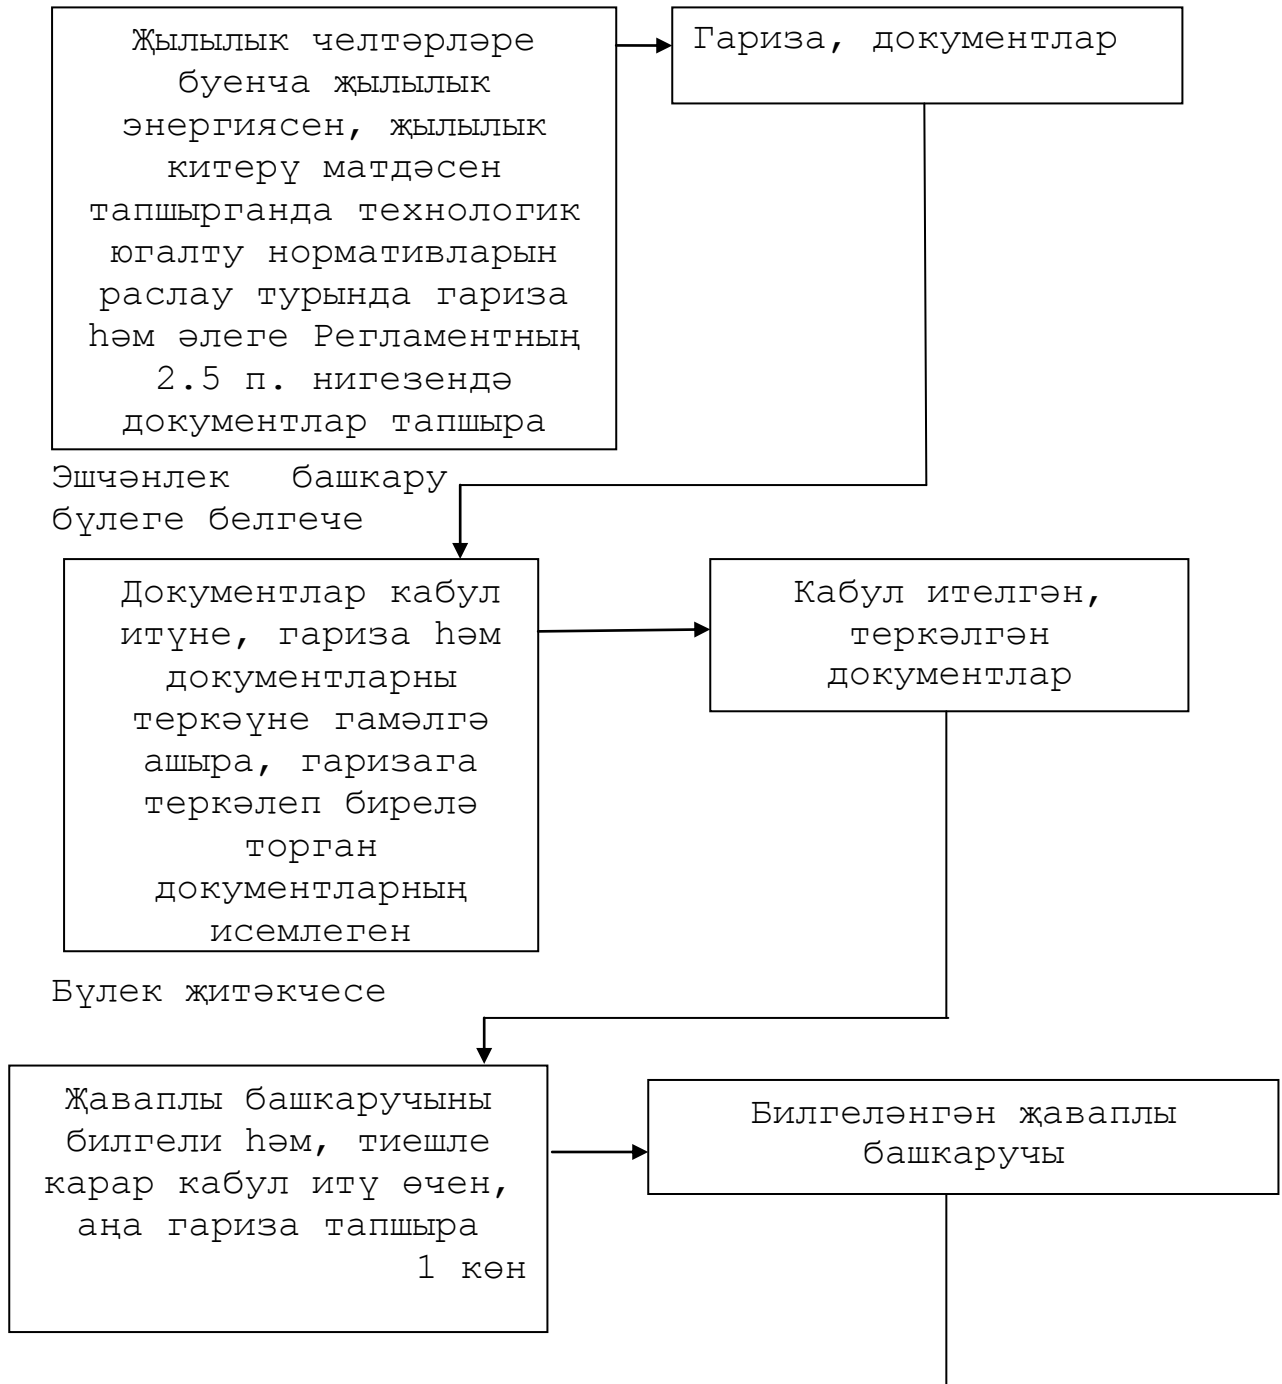 Җылылык челтәрләре
буенча җылылык
энергиясен, җылылык
китерү матдәсен
тапшырганда технологик
югалту нормативларын
раслау турында гариза
һәм әлеге Регламентның
2.5 п. нигезендә
документлар тапшыра
Гариза, документлар
Эшчәнлек башкару
бүлеге белгече
Документлар кабул
итүне, гариза һәм
документларны
теркәүне гамәлгә
ашыра, гаризага
теркәлеп бирелә
торган
документларның
исемлеген
Кабул ителгән,
теркәлгән
документлар
Бүлек җитәкчесе
Җаваплы башкаручыны
билгели һәм, тиешле
карар кабул итү өчен,
аңа гариза тапшыра
1 көн
Билгеләнгән җаваплы
башкаручы